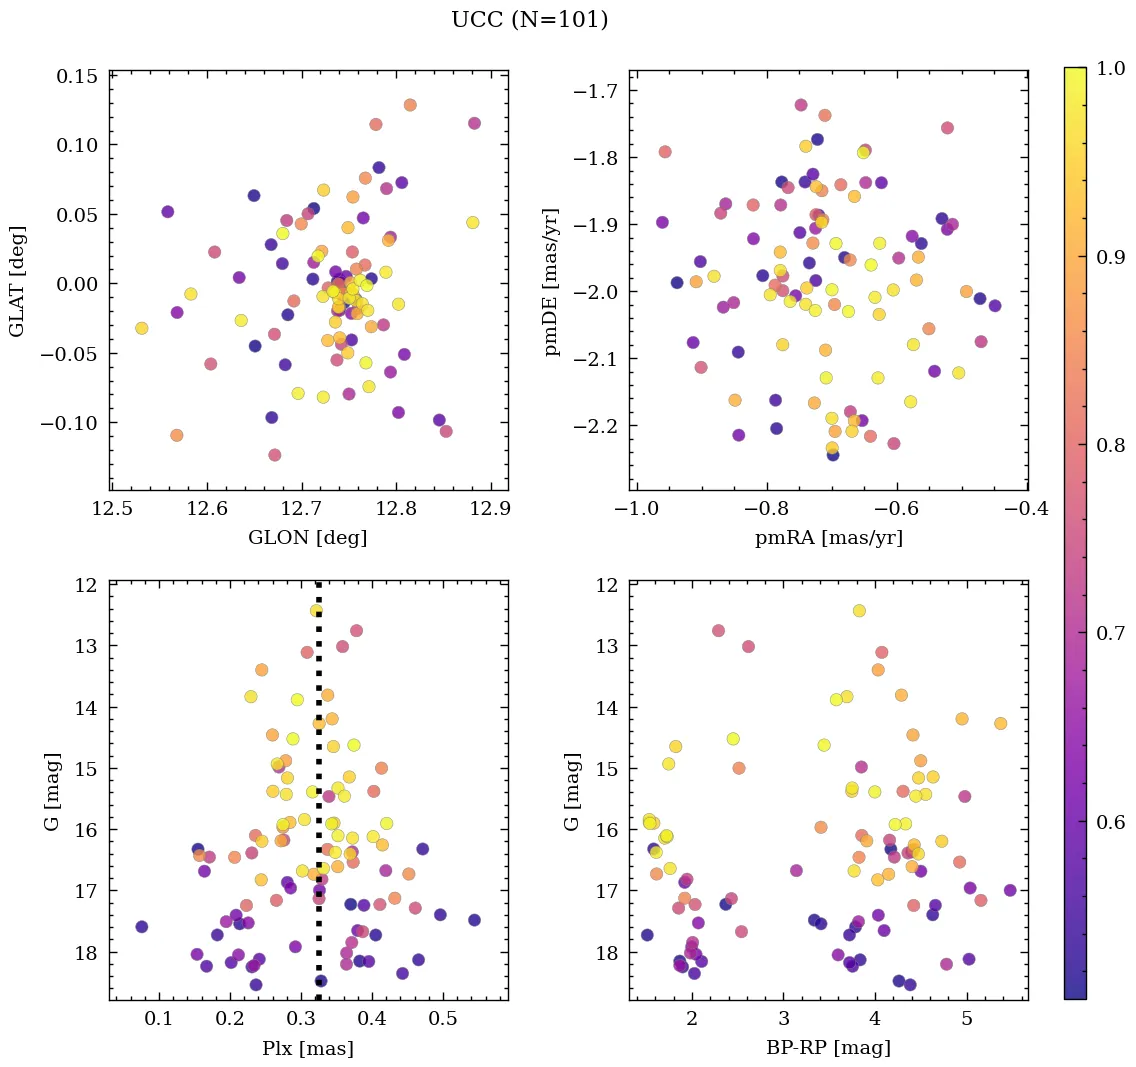 UCC (N=101)
0.15
0.10
0.05
0.00
−0.05
−0.10
GLAT [deg]
12.5 12.6 12.7 12.8 12.9
GLON [deg]
−1.7
−1.8
−1.9
−2.0
−2.1
−2.2
pmDE [mas/yr]
−1.0 −0.8 −0.6 −0.4
pmRA [mas/yr]
12
13
14
15
16
17
18
G [mag]
0.1 0.2 0.3 0.4 0.5
Plx [mas]
12
13
14
15
16
17
18
G [mag]
2 3 4 5
BP-RP [mag]
1.0
0.9
0.8
0.7
0.6